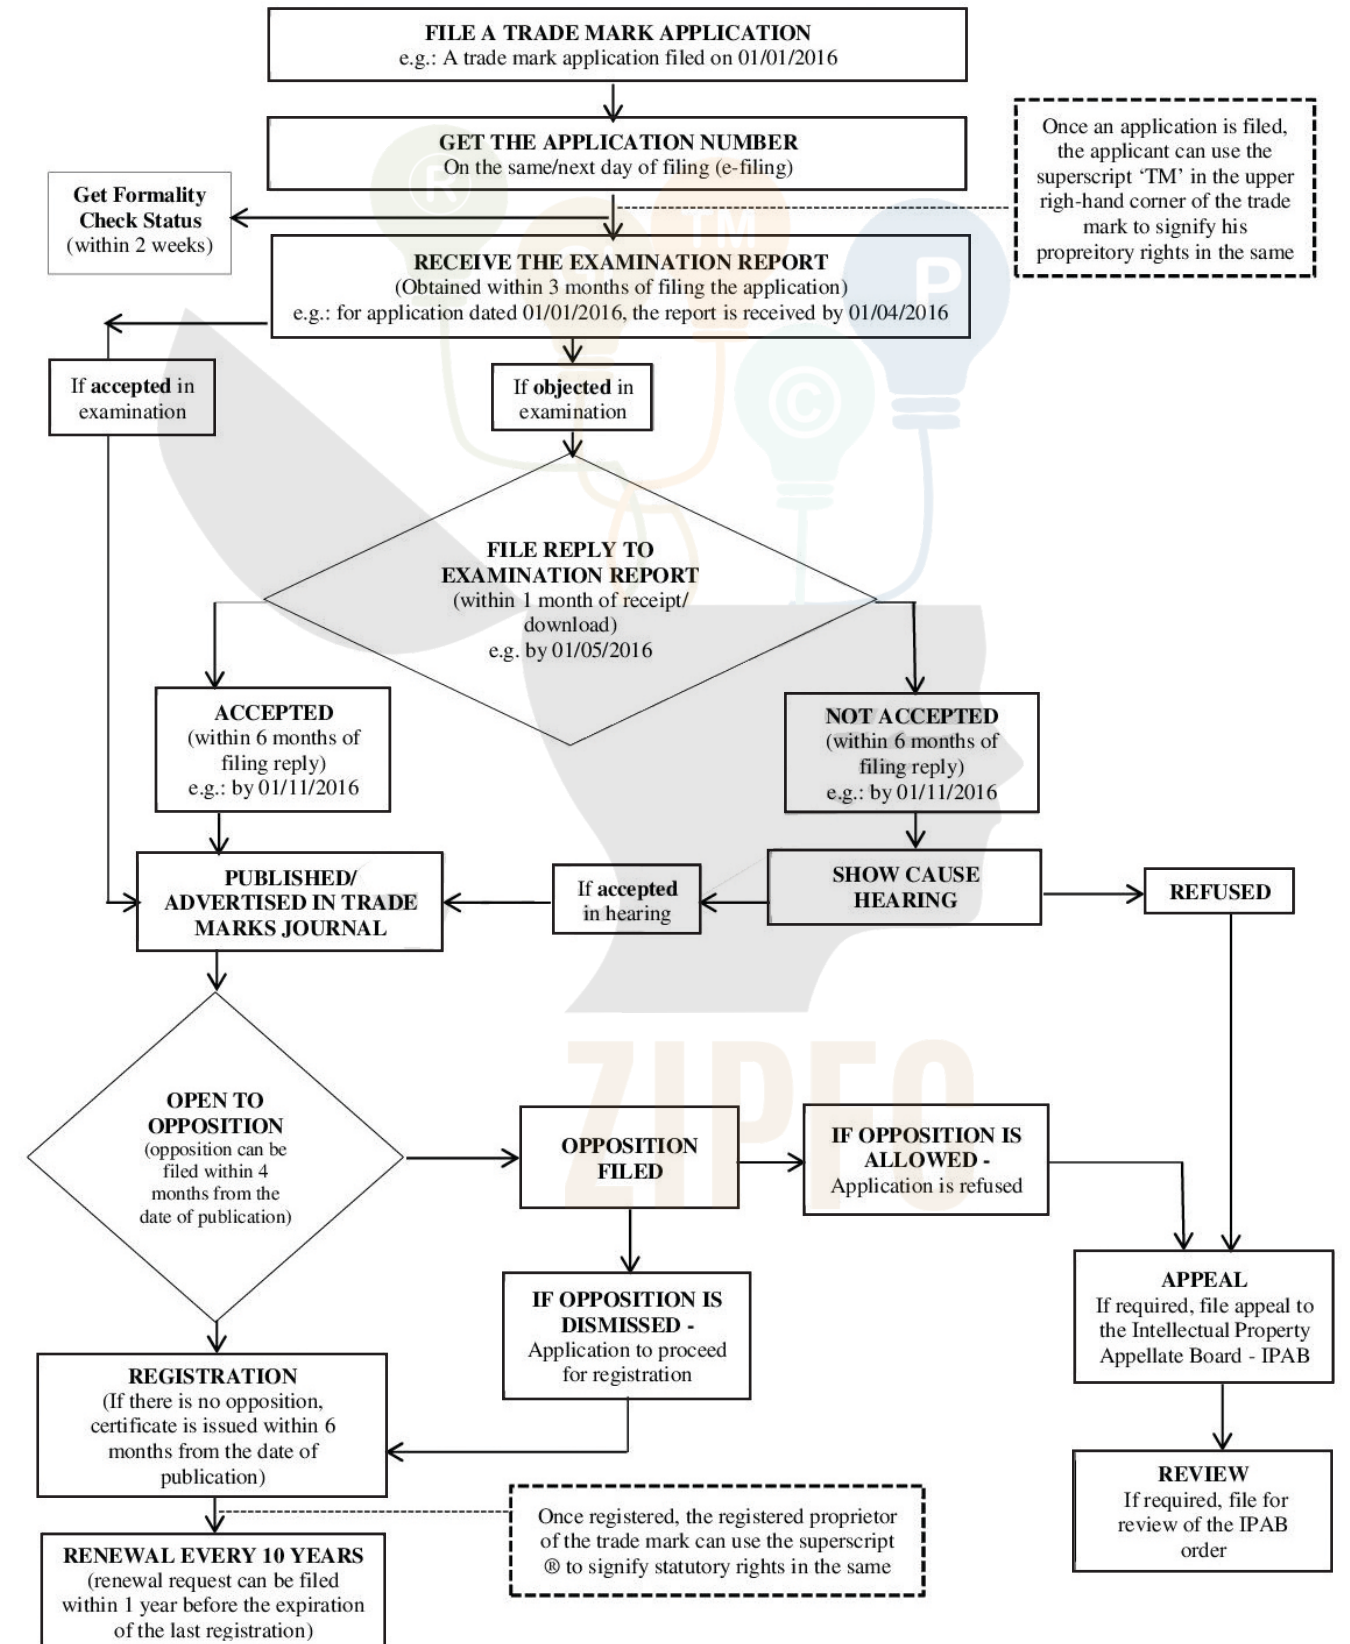 FILE A TRADE MARK APPLICATION
e.g.: A trade mark application filed on 01/01/2016
GET THE APPLICATION NUMBER
On the same/next day of filing (e-filing)
Once an application is filed,
the applicant can use the
superscript ‘TM’ in the upper
righ-hand corner of the trade
mark to signify his
propreitory rights in the same
Get Formality
Check Status
(within 2 weeks)
RECEIVE THE EXAMINATION REPORT
(Obtained within 3 months of filing the application)
e.g.: for application dated 01/01/2016, the report is received by 01/04/2016
If accepted in
examination
If objected in
examination
FILE REPLY TO
EXAMINATION REPORT
(within 1 month of receipt/
download)
e.g. by 01/05/2016
ACCEPTED
(within 6 months of
filing reply)
e.g.: by 01/11/2016
NOT ACCEPTED
(within 6 months of
filing reply)
e.g.: by 01/11/2016
PUBLISHED/
ADVERTISED IN TRADE
MARKS JOURNAL
If accepted
in hearing
SHOW CAUSE
HEARING
REFUSED
OPEN TO
OPPOSITION
(opposition can be
filed within 4
months from the
date of publication)
OPPOSITION
FILED
IF OPPOSITION IS
ALLOWED -
Application is refused
IF OPPOSITION IS
DISMISSED -
Application to proceed
for registration
APPEAL
If required, file appeal to
the Intellectual Property
Appellate Board - IPAB
REGISTRATION
(If there is no opposition,
certificate is issued within 6
months from the date of
publication)
REVIEW
If required, file for
review of the IPAB
order
Once registered, the registered proprietor
of the trade mark can use the superscript
® to signify statutory rights in the same
RENEWAL EVERY 10 YEARS
(renewal request can be filed
within 1 year before the expiration
of the last registration)
®
TM
P
©
ZIPFO